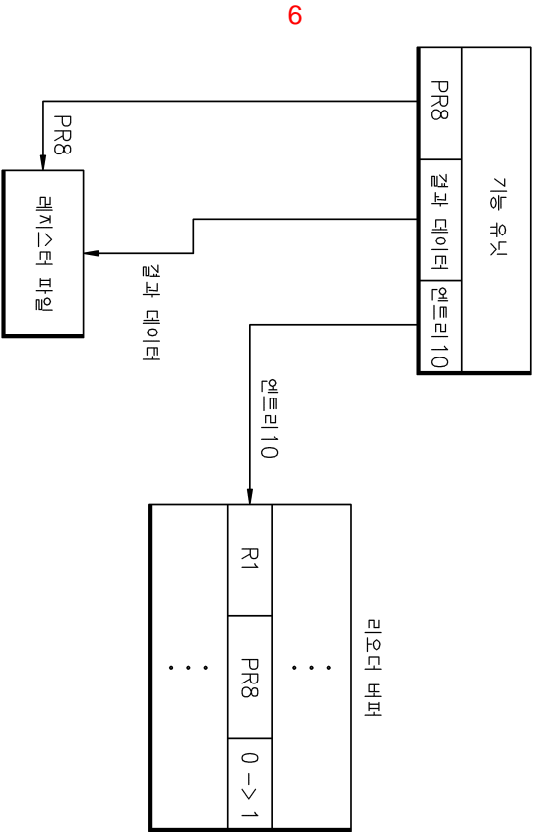 6
기능 유닛
PR8
결과 데이터
엔트리10
PR8
결과 데이터
엔트리10
레지스터 파일
리오더 버퍼
R1
PR8
0 -> 1